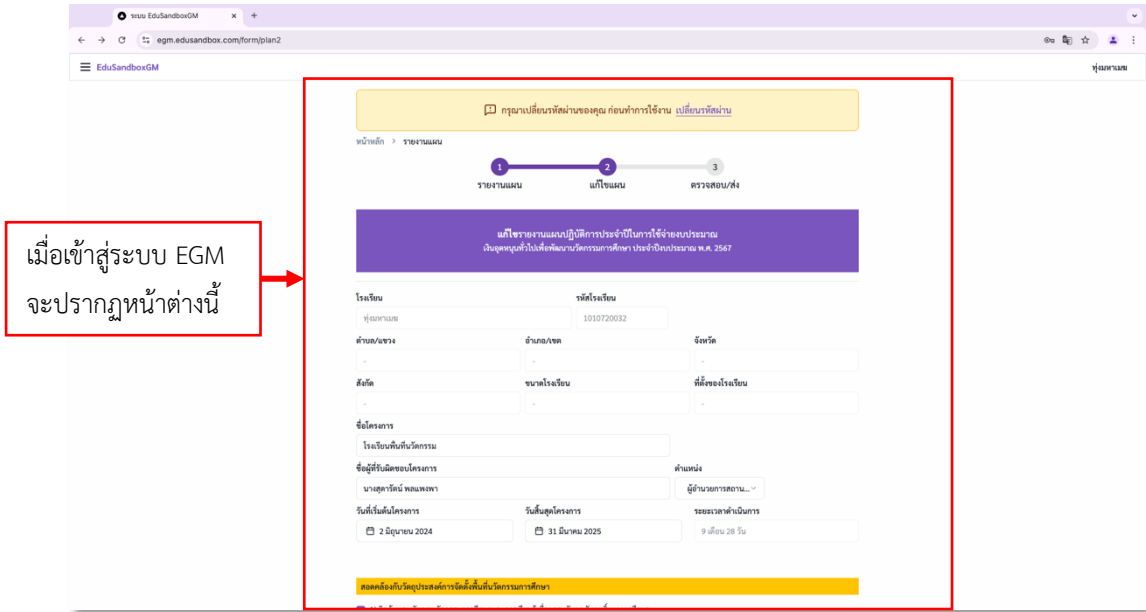 ระบบ EduSandboxGM
egm.edusandbox.com/form/plan2
EduSandboxGM
ทุ่งมหาเมฆ
กรุณาเปลี่ยนรหัสผ่านของคุณ ก่อนทำการใช้งาน เปลี่ยนรหัสผ่าน
หน้าหลัก > รายงานแผน
1 2 3
รายงานแผน แก้ไขแผน ตรวจสอบ/ส่ง
แก้ไขรายงานแผนปฏิบัติการประจำปีในการใช้จ่ายงบประมาณ
เงินอุดหนุนทั่วไปเพื่อพัฒนานวัตกรรมการศึกษา ประจำปีงบประมาณ พ.ศ. 2567
เมื่อเข้าสู่ระบบ EGM
จะปรากฏหน้าต่างนี้
โรงเรียน รหัสโรงเรียน
ทุ่งมหาเมฆ 1010720032
ตำบล/แขวง อำเภอ/เขต จังหวัด
- - -
สังกัด ขนาดโรงเรียน ที่ตั้งของโรงเรียน
- - -
ชื่อโครงการ
โรงเรียนพื้นที่นวัตกรรม
ชื่อผู้ที่รับผิดชอบโครงการ ตำแหน่ง
นางสุดารัตน์ พลแพงพา ผู้อำนวยการสถาน...
วันที่เริ่มต้นโครงการ วันสิ้นสุดโครงการ ระยะเวลาดำเนินการ
2 มิถุนายน 2024 31 มีนาคม 2025 9 เดือน 28 วัน
สอดคล้องกับวัตถุประสงค์การจัดตั้งพื้นที่นวัตกรรมการศึกษา